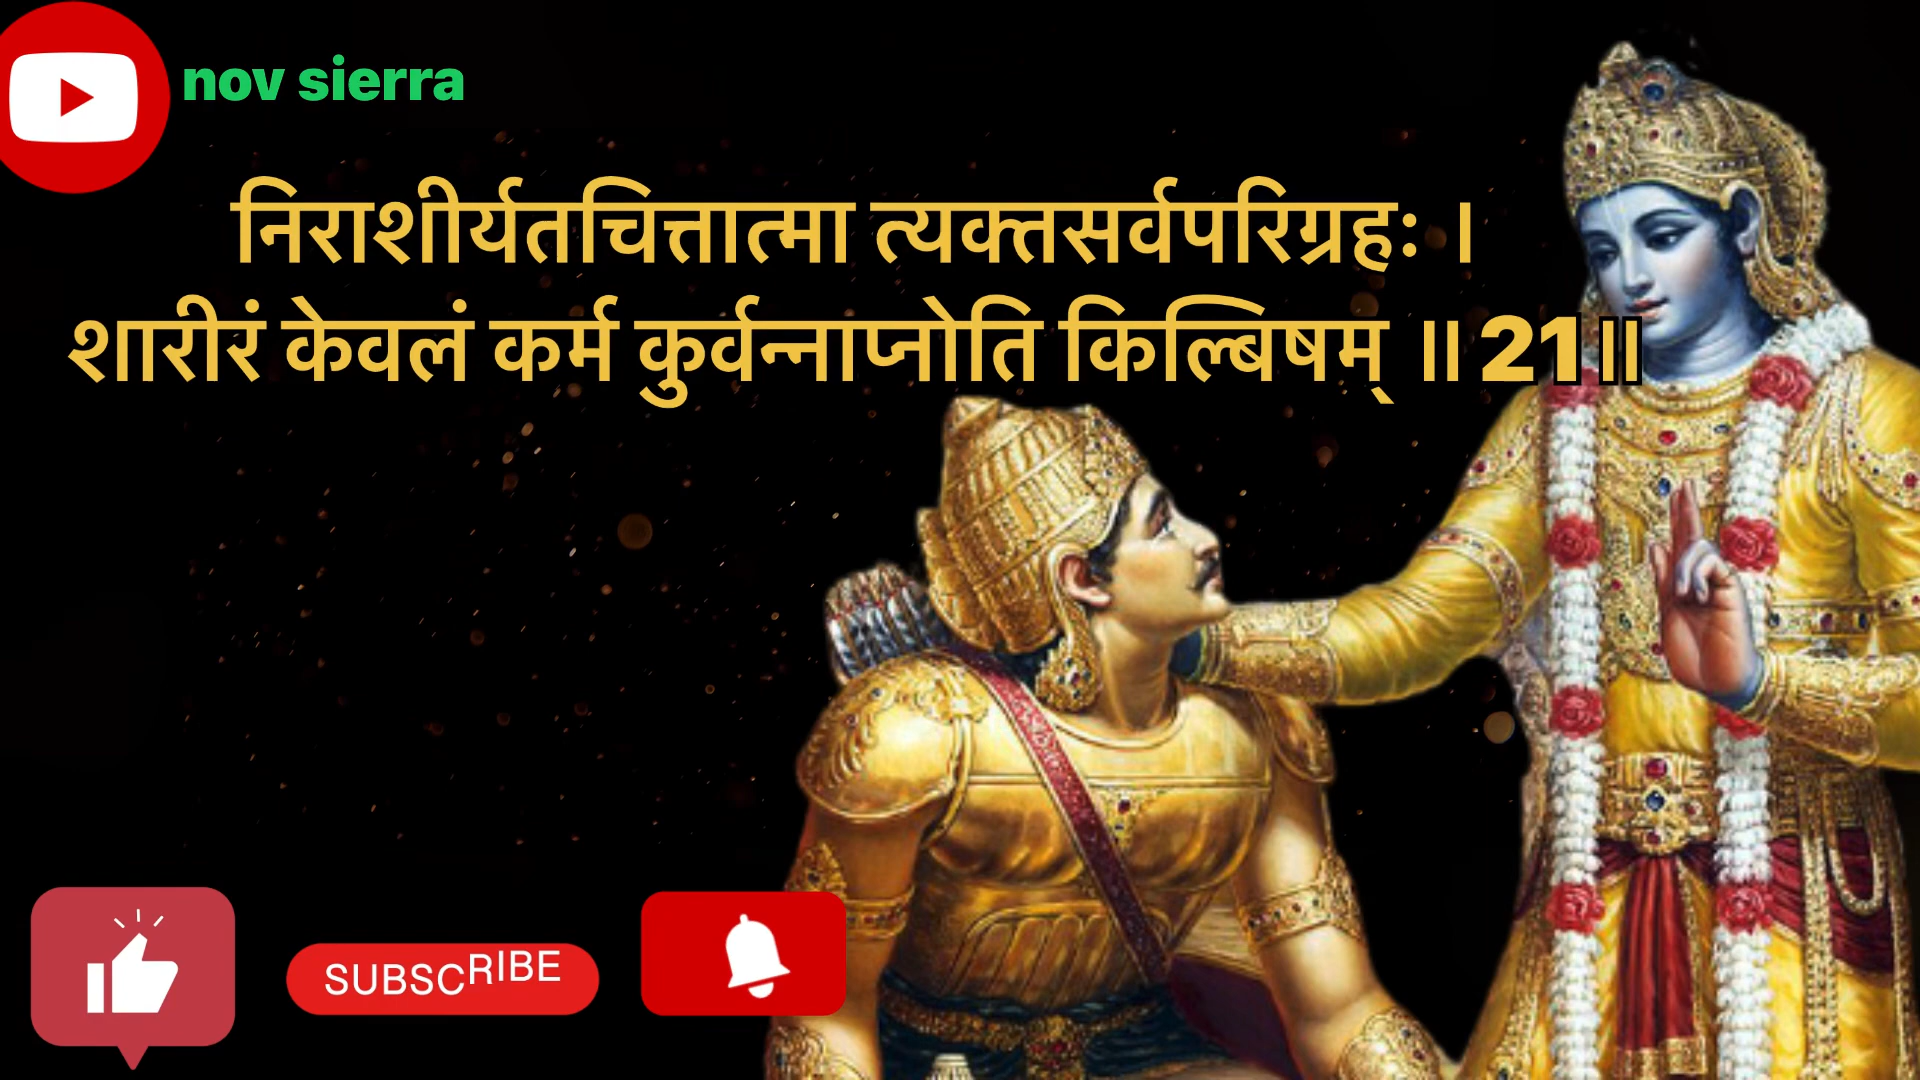 nov sierra
निराशीर्यतचित्तात्मा त्यक्तसर्वपरिग्रहः ।
शारीरं केवलं कर्म कुर्वन्नाप्नोति किल्बिषम् ॥ 21॥
SUBSCRIBE